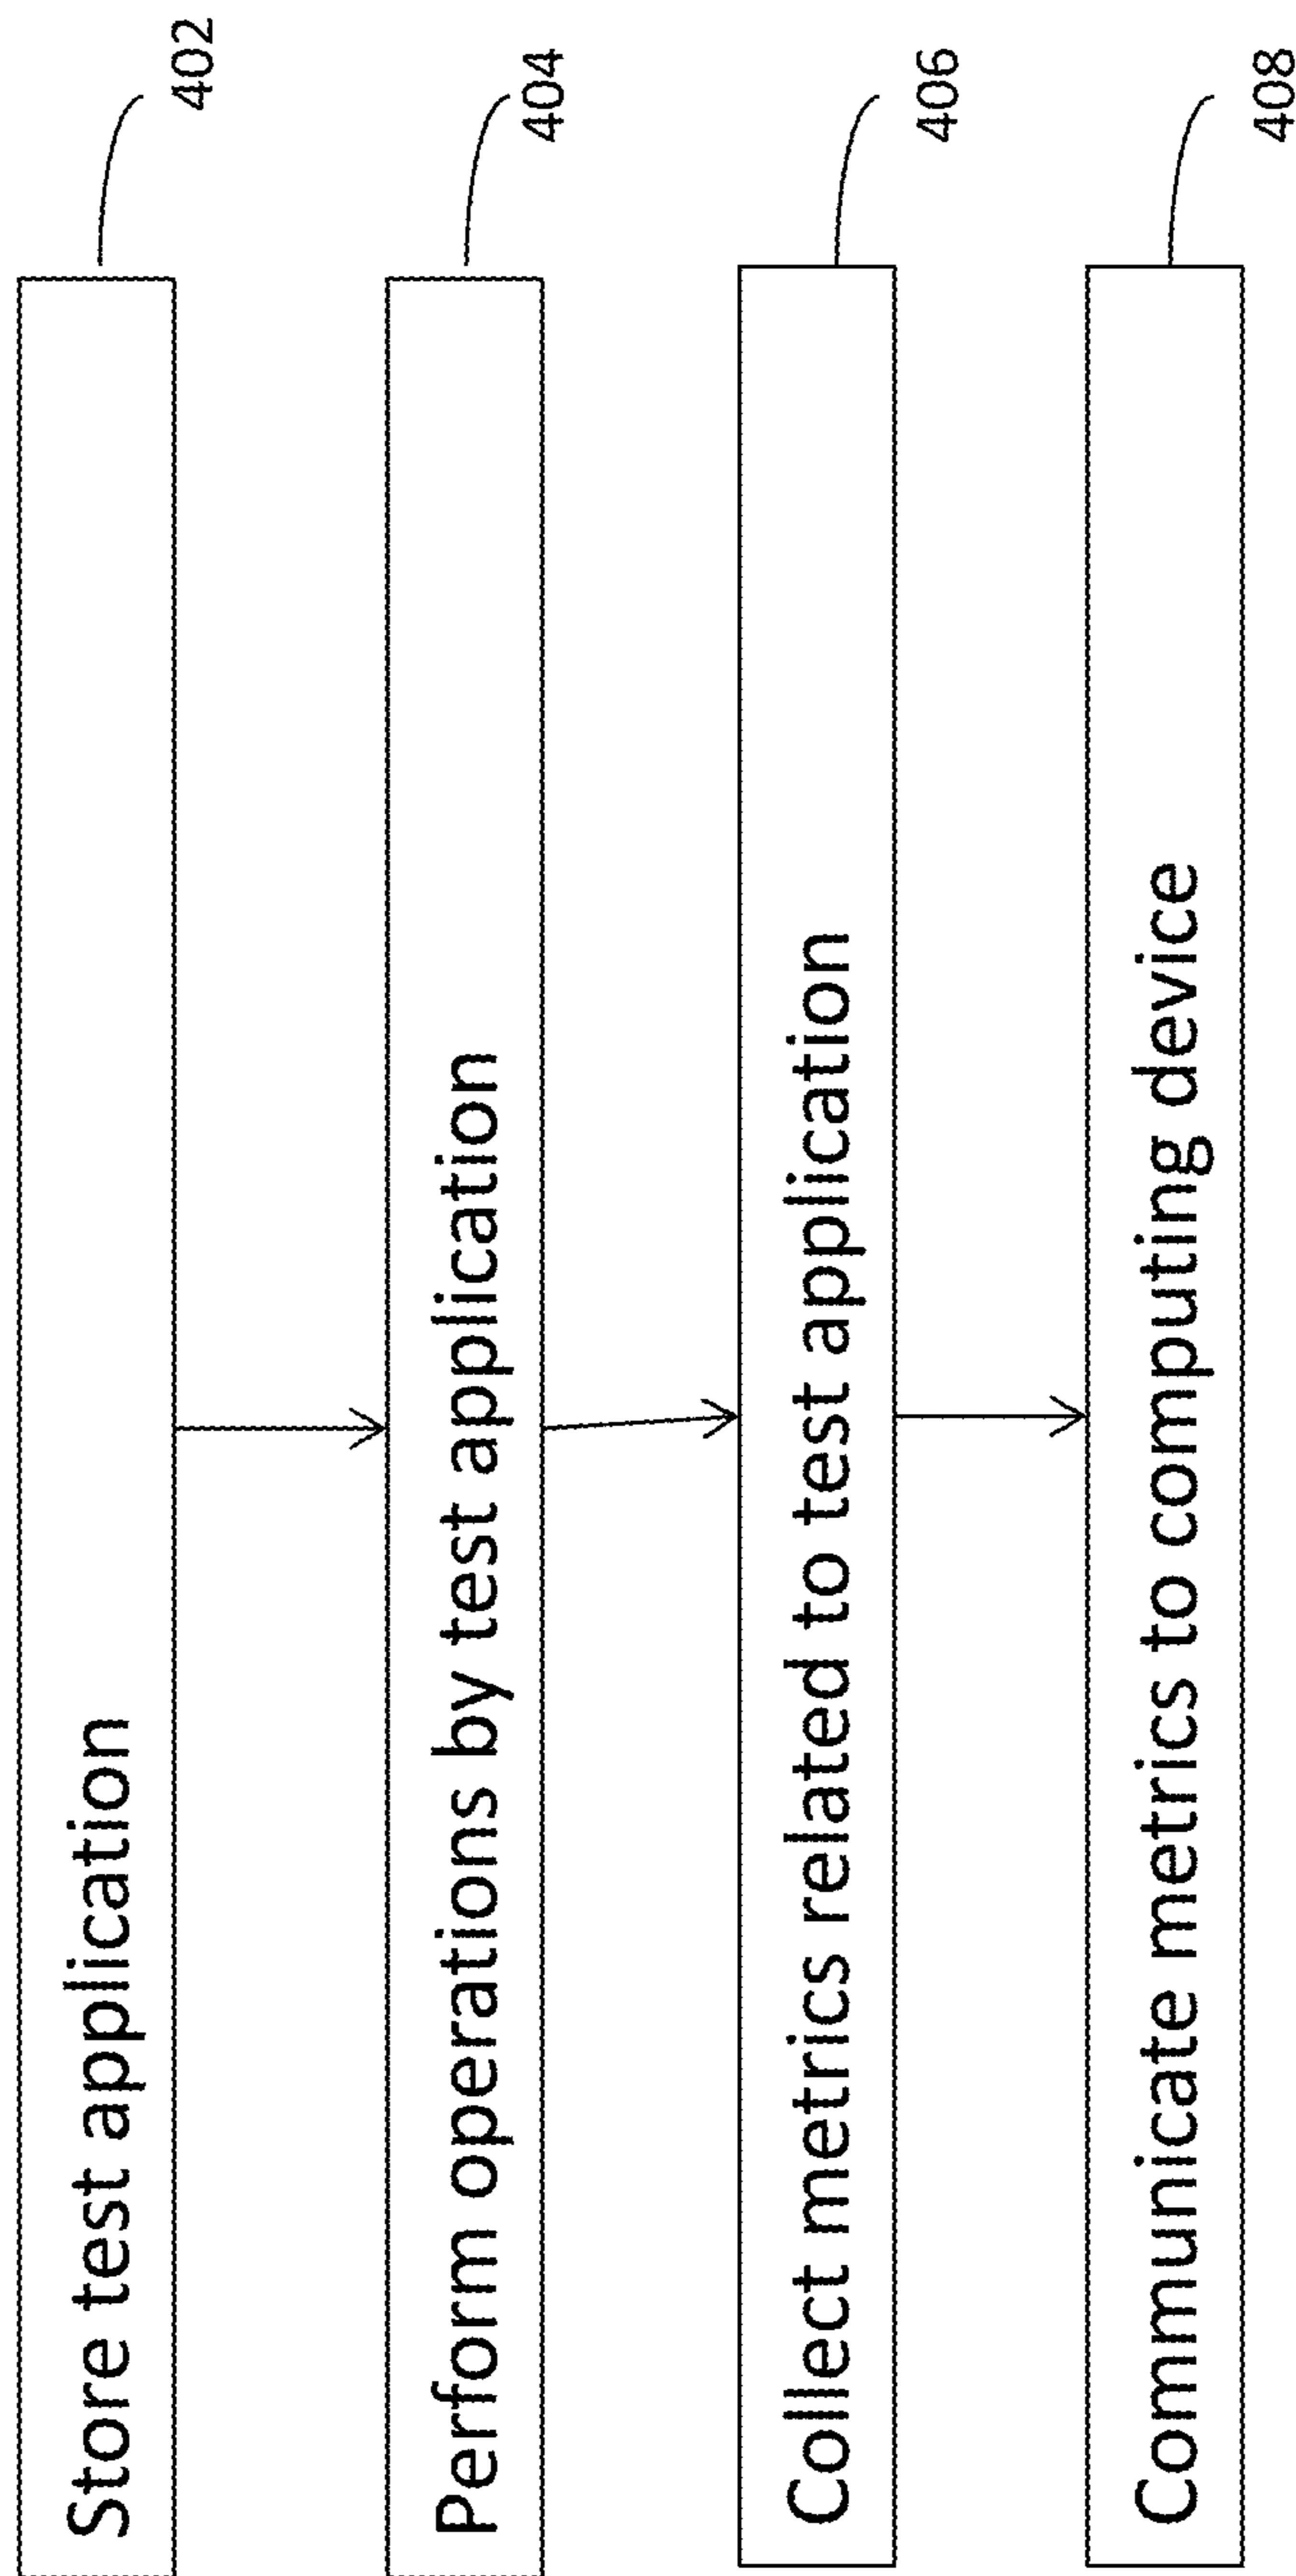 Store test application
402
Perform operations by test application
404
Collect metrics related to test application
406
Communicate metrics to computing device
408